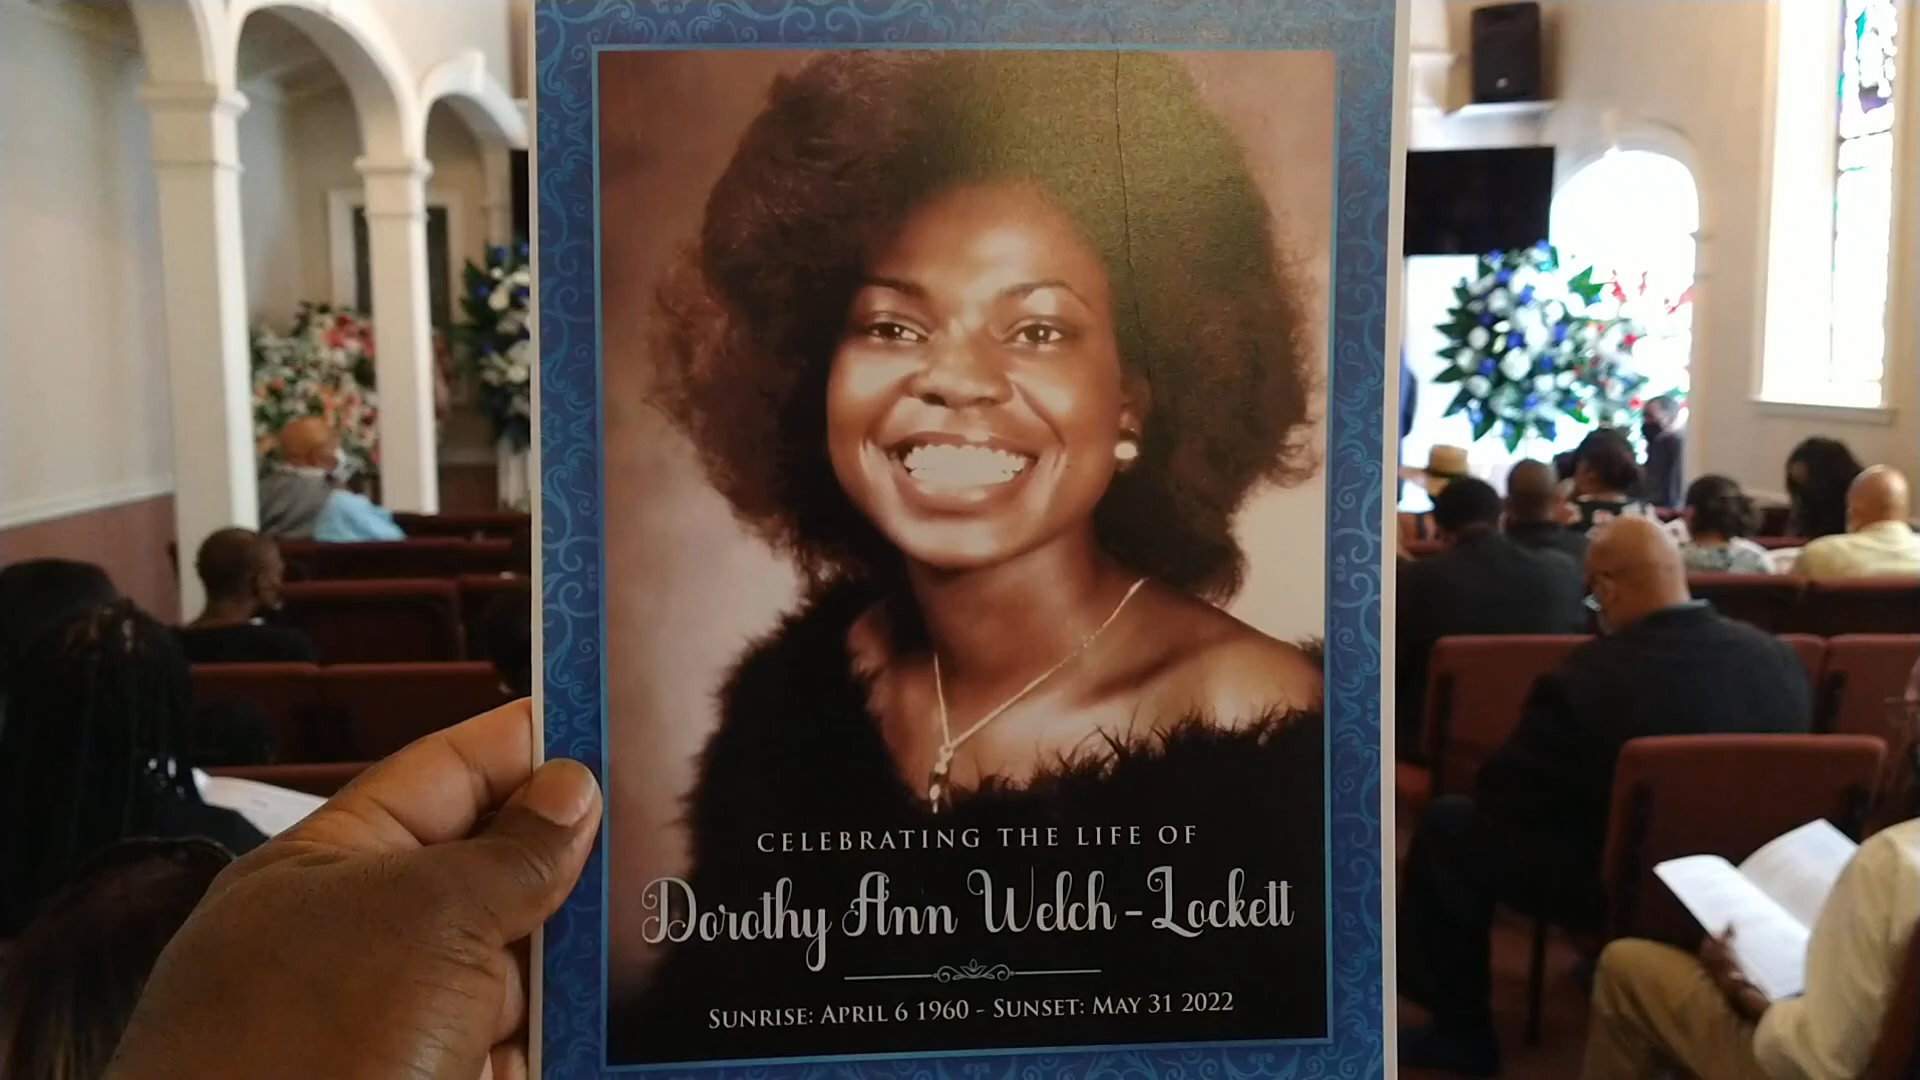 CELEBRATING THE LIFE OF
Dorothy Ann Welch-Lockett
SUNRISE: APRIL 6 1960 - SUNSET: MAY 31 2022